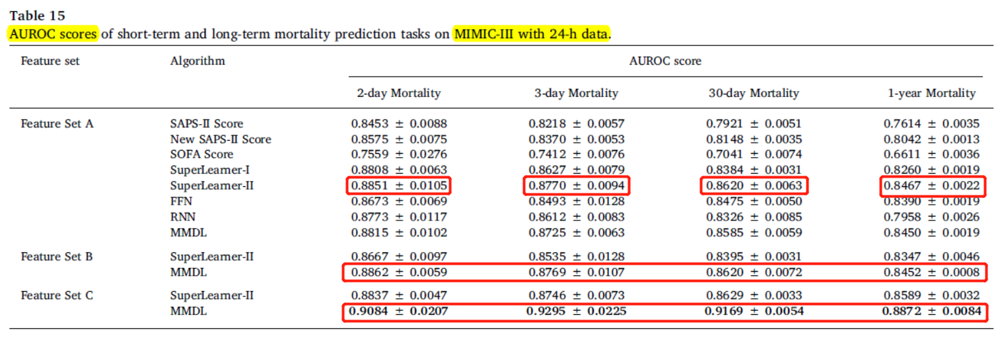 Table 15
AUROC scores of short-term and long-term mortality prediction tasks on MIMIC-III with 24-h data.
Feature set Algorithm AUROC score
2-day Mortality 3-day Mortality 30-day Mortality 1-year Mortality
Feature Set A SAPS-II Score 0.8453 ± 0.0088 0.8218 ± 0.0057 0.7921 ± 0.0051 0.7614 ± 0.0035
New SAPS-II Score 0.8575 ± 0.0075 0.8370 ± 0.0053 0.8148 ± 0.0035 0.8042 ± 0.0013
SOFA Score 0.7559 ± 0.0276 0.7412 ± 0.0076 0.7041 ± 0.0074 0.6611 ± 0.0036
SuperLearner-I 0.8808 ± 0.0063 0.8627 ± 0.0079 0.8384 ± 0.0031 0.8260 ± 0.0019
SuperLearner-II 0.8851 ± 0.0105 0.8770 ± 0.0094 0.8620 ± 0.0063 0.8467 ± 0.0022
FFN 0.8673 ± 0.0069 0.8493 ± 0.0128 0.8475 ± 0.0050 0.8390 ± 0.0019
RNN 0.8773 ± 0.0117 0.8612 ± 0.0083 0.8326 ± 0.0085 0.7958 ± 0.0026
MMDL 0.8815 ± 0.0102 0.8725 ± 0.0063 0.8585 ± 0.0059 0.8450 ± 0.0019
Feature Set B SuperLearner-II 0.8667 ± 0.0097 0.8535 ± 0.0128 0.8395 ± 0.0031 0.8347 ± 0.0046
MMDL 0.8862 ± 0.0059 0.8769 ± 0.0107 0.8620 ± 0.0072 0.8452 ± 0.0008
Feature Set C SuperLearner-II 0.8837 ± 0.0047 0.8746 ± 0.0073 0.8629 ± 0.0033 0.8589 ± 0.0032
MMDL 0.9084 ± 0.0207 0.9295 ± 0.0225 0.9169 ± 0.0054 0.8872 ± 0.0084